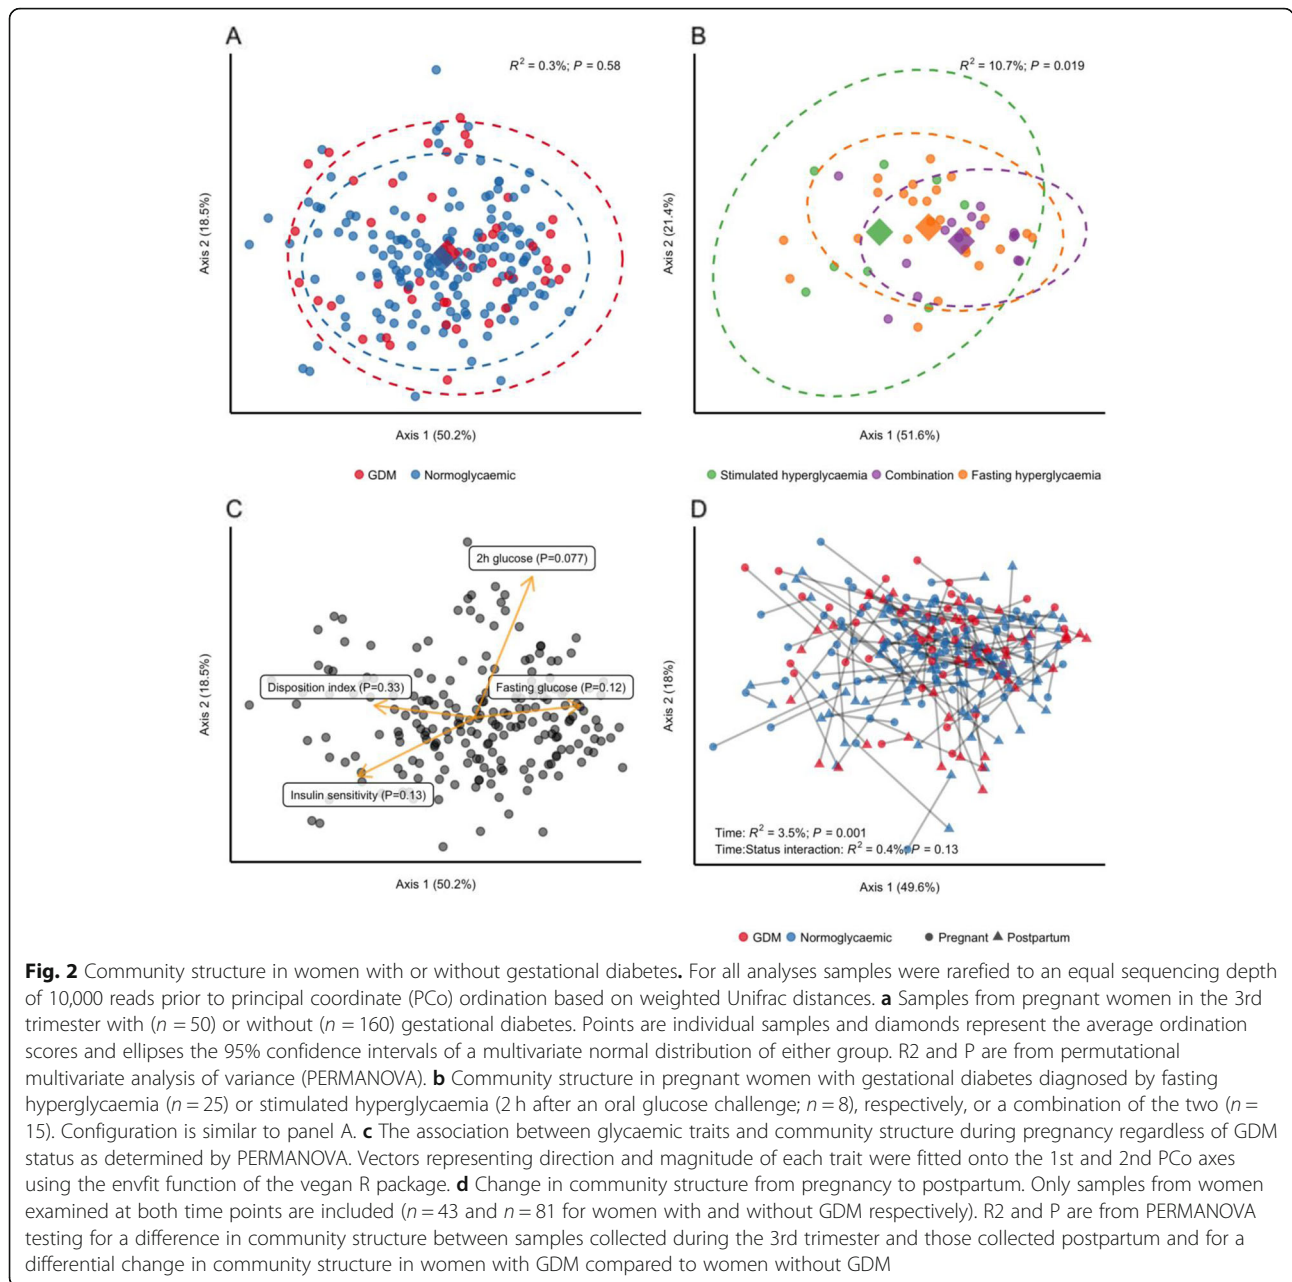 A
R² = 0.3%; P = 0.58
Axis 2 (18.5%)
Axis 1 (50.2%)
GDM Normoglycaemic
B
R² = 10.7%; P = 0.019
Axis 2 (21.4%)
Axis 1 (51.6%)
Stimulated hyperglycaemia Combination Fasting hyperglycaemia
C
2h glucose (P=0.077)
Disposition index (P=0.33)
Fasting glucose (P=0.12)
Insulin sensitivity (P=0.13)
Axis 2 (18.5%)
Axis 1 (50.2%)
D
Axis 2 (18%)
Time: R² = 3.5%; P = 0.001
Time:Status interaction: R² = 0.4%; P = 0.13
Axis 1 (49.6%)
GDM Normoglycaemic Pregnant Postpartum
Fig. 2 Community structure in women with or without gestational diabetes. For all analyses samples were rarefied to an equal sequencing depth
of 10,000 reads prior to principal coordinate (PCo) ordination based on weighted Unifrac distances. a Samples from pregnant women in the 3rd
trimester with (n = 50) or without (n = 160) gestational diabetes. Points are individual samples and diamonds represent the average ordination
scores and ellipses the 95% confidence intervals of a multivariate normal distribution of either group. R2 and P are from permutational
multivariate analysis of variance (PERMANOVA). b Community structure in pregnant women with gestational diabetes diagnosed by fasting
hyperglycaemia (n = 25) or stimulated hyperglycaemia (2 h after an oral glucose challenge; n = 8), respectively, or a combination of the two (n =
15). Configuration is similar to panel A. c The association between glycaemic traits and community structure during pregnancy regardless of GDM
status as determined by PERMANOVA. Vectors representing direction and magnitude of each trait were fitted onto the 1st and 2nd PCo axes
using the envfit function of the vegan R package. d Change in community structure from pregnancy to postpartum. Only samples from women
examined at both time points are included (n = 43 and n = 81 for women with and without GDM respectively). R2 and P are from PERMANOVA
testing for a difference in community structure between samples collected during the 3rd trimester and those collected postpartum and for a
differential change in community structure in women with GDM compared to women without GDM